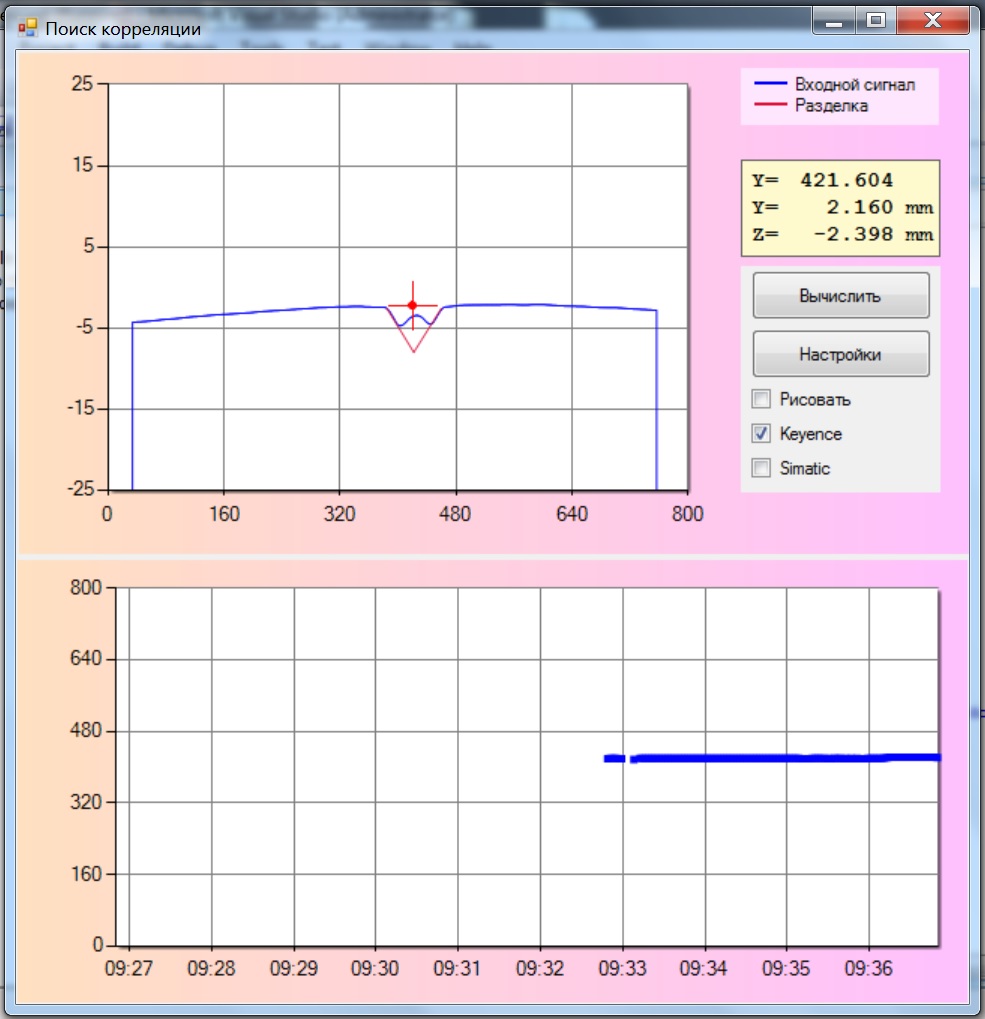 Поиск корреляции
25
15
5
-5
-15
-25
0 160 320 480 640 800
Входной сигнал
Разделка
Y= 421.604
Y= 2.160 mm
Z= -2.398 mm
Вычислить
Настройки
Рисовать
Keyence
Simatic
800
640
480
320
160
0
09:27 09:28 09:29 09:30 09:31 09:32 09:33 09:34 09:35 09:36